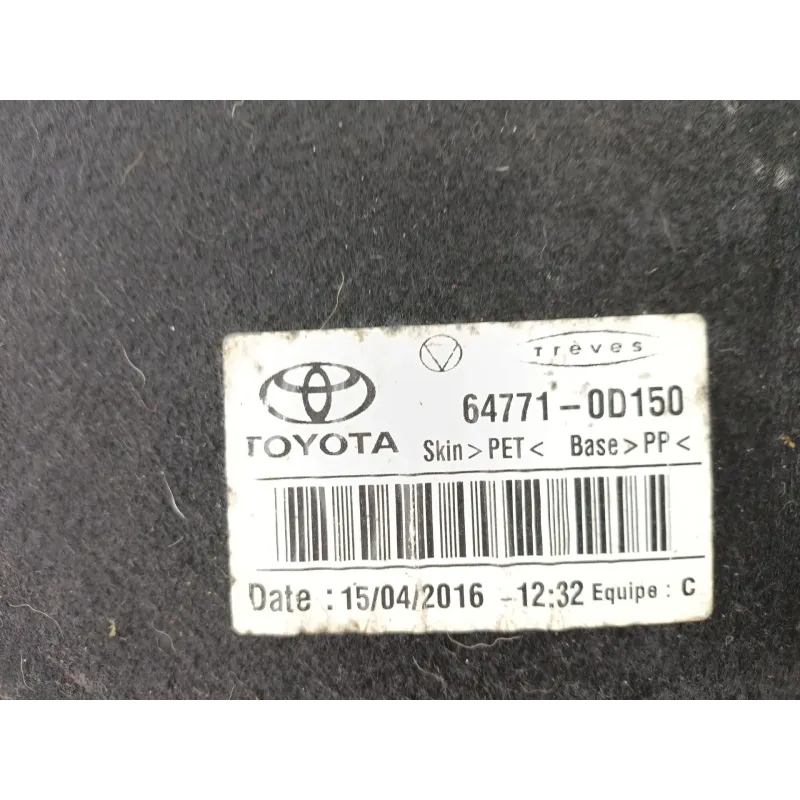 Trèves
64771-0D150
TOYOTA
Skin>PET< Base>PP<
Date : 15/04/2016 -12:32 Equipe : C